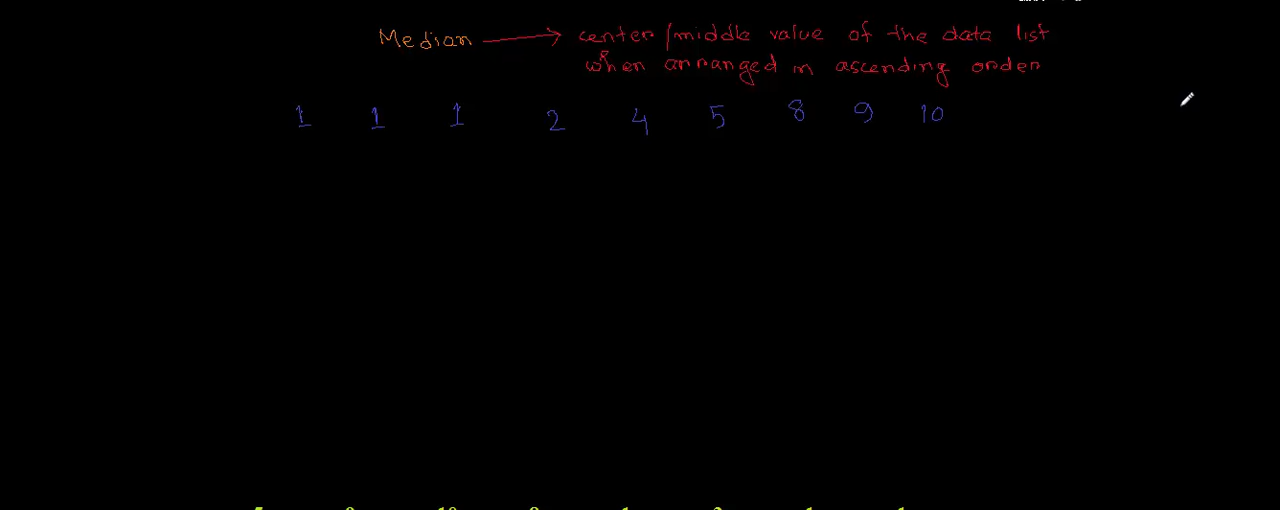 Median → center/middle value of the data list
when arranged in ascending order
1 1 1 2 4 5 8 9 10